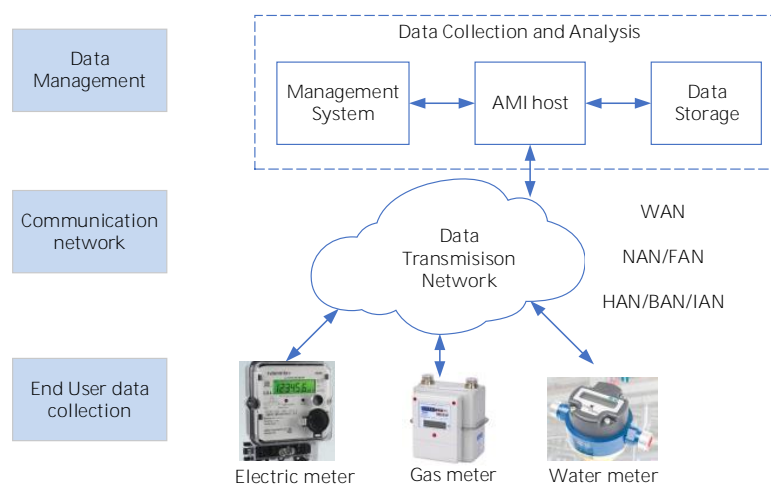 Data
Management
Data Collection and Analysis
Management
System
AMI host
Data
Storage
Communication
network
Data
Transmisison
Network
WAN
NAN/FAN
HAN/BAN/IAN
End User data
collection
Electric meter
Gas meter
Water meter